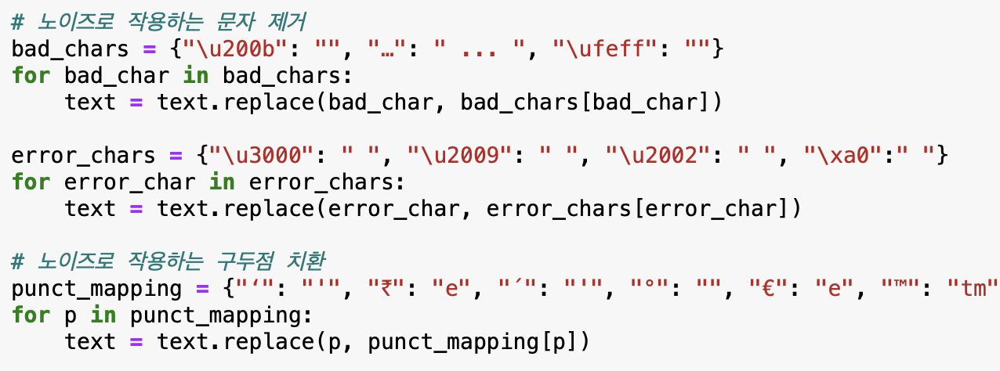 # 노이즈로 작용하는 문자 제거
bad_chars = {"\u200b": "", "…": " ... ", "\ufeff": ""}
for bad_char in bad_chars:
    text = text.replace(bad_char, bad_chars[bad_char])
error_chars = {"\u3000": " ", "\u2009": " ", "\u2002": " ", "\xa0":" "}
for error_char in error_chars:
    text = text.replace(error_char, error_chars[error_char])
# 노이즈로 작용하는 구두점 치환
punct_mapping = {"‘": "'", "₹": "e", "´": "'", "°": "", "€": "e", "™": "tm"
for p in punct_mapping:
    text = text.replace(p, punct_mapping[p])